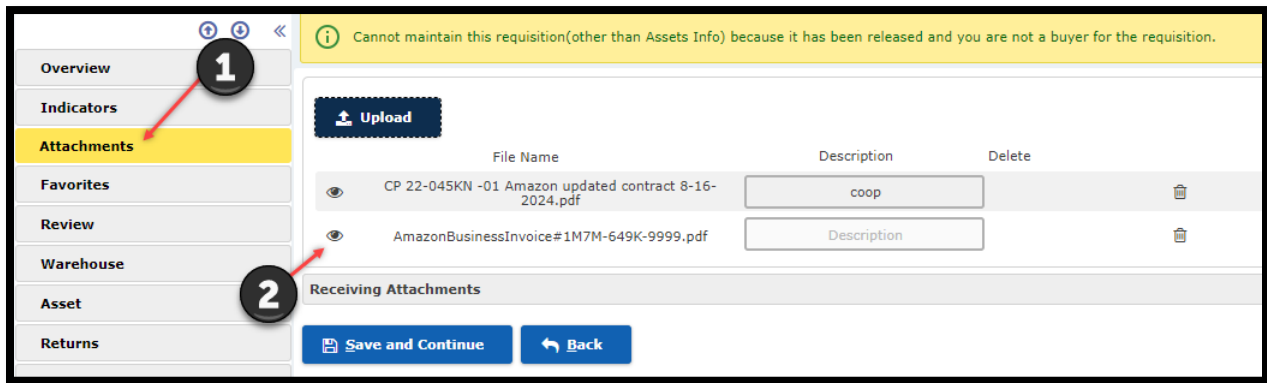 1
Cannot maintain this requisition(other than Assets Info) because it has been released and you are not a buyer for the requisition.
Overview
Indicators
Attachments
Favorites
Review
Warehouse
Asset
Returns
Upload
File Name Description Delete
CP 22-045KN -01 Amazon updated contract 8-16-
2024.pdf
coop
AmazonBusinessInvoice#1M7M-649K-9999.pdf Description
2
Receiving Attachments
Save and Continue Back